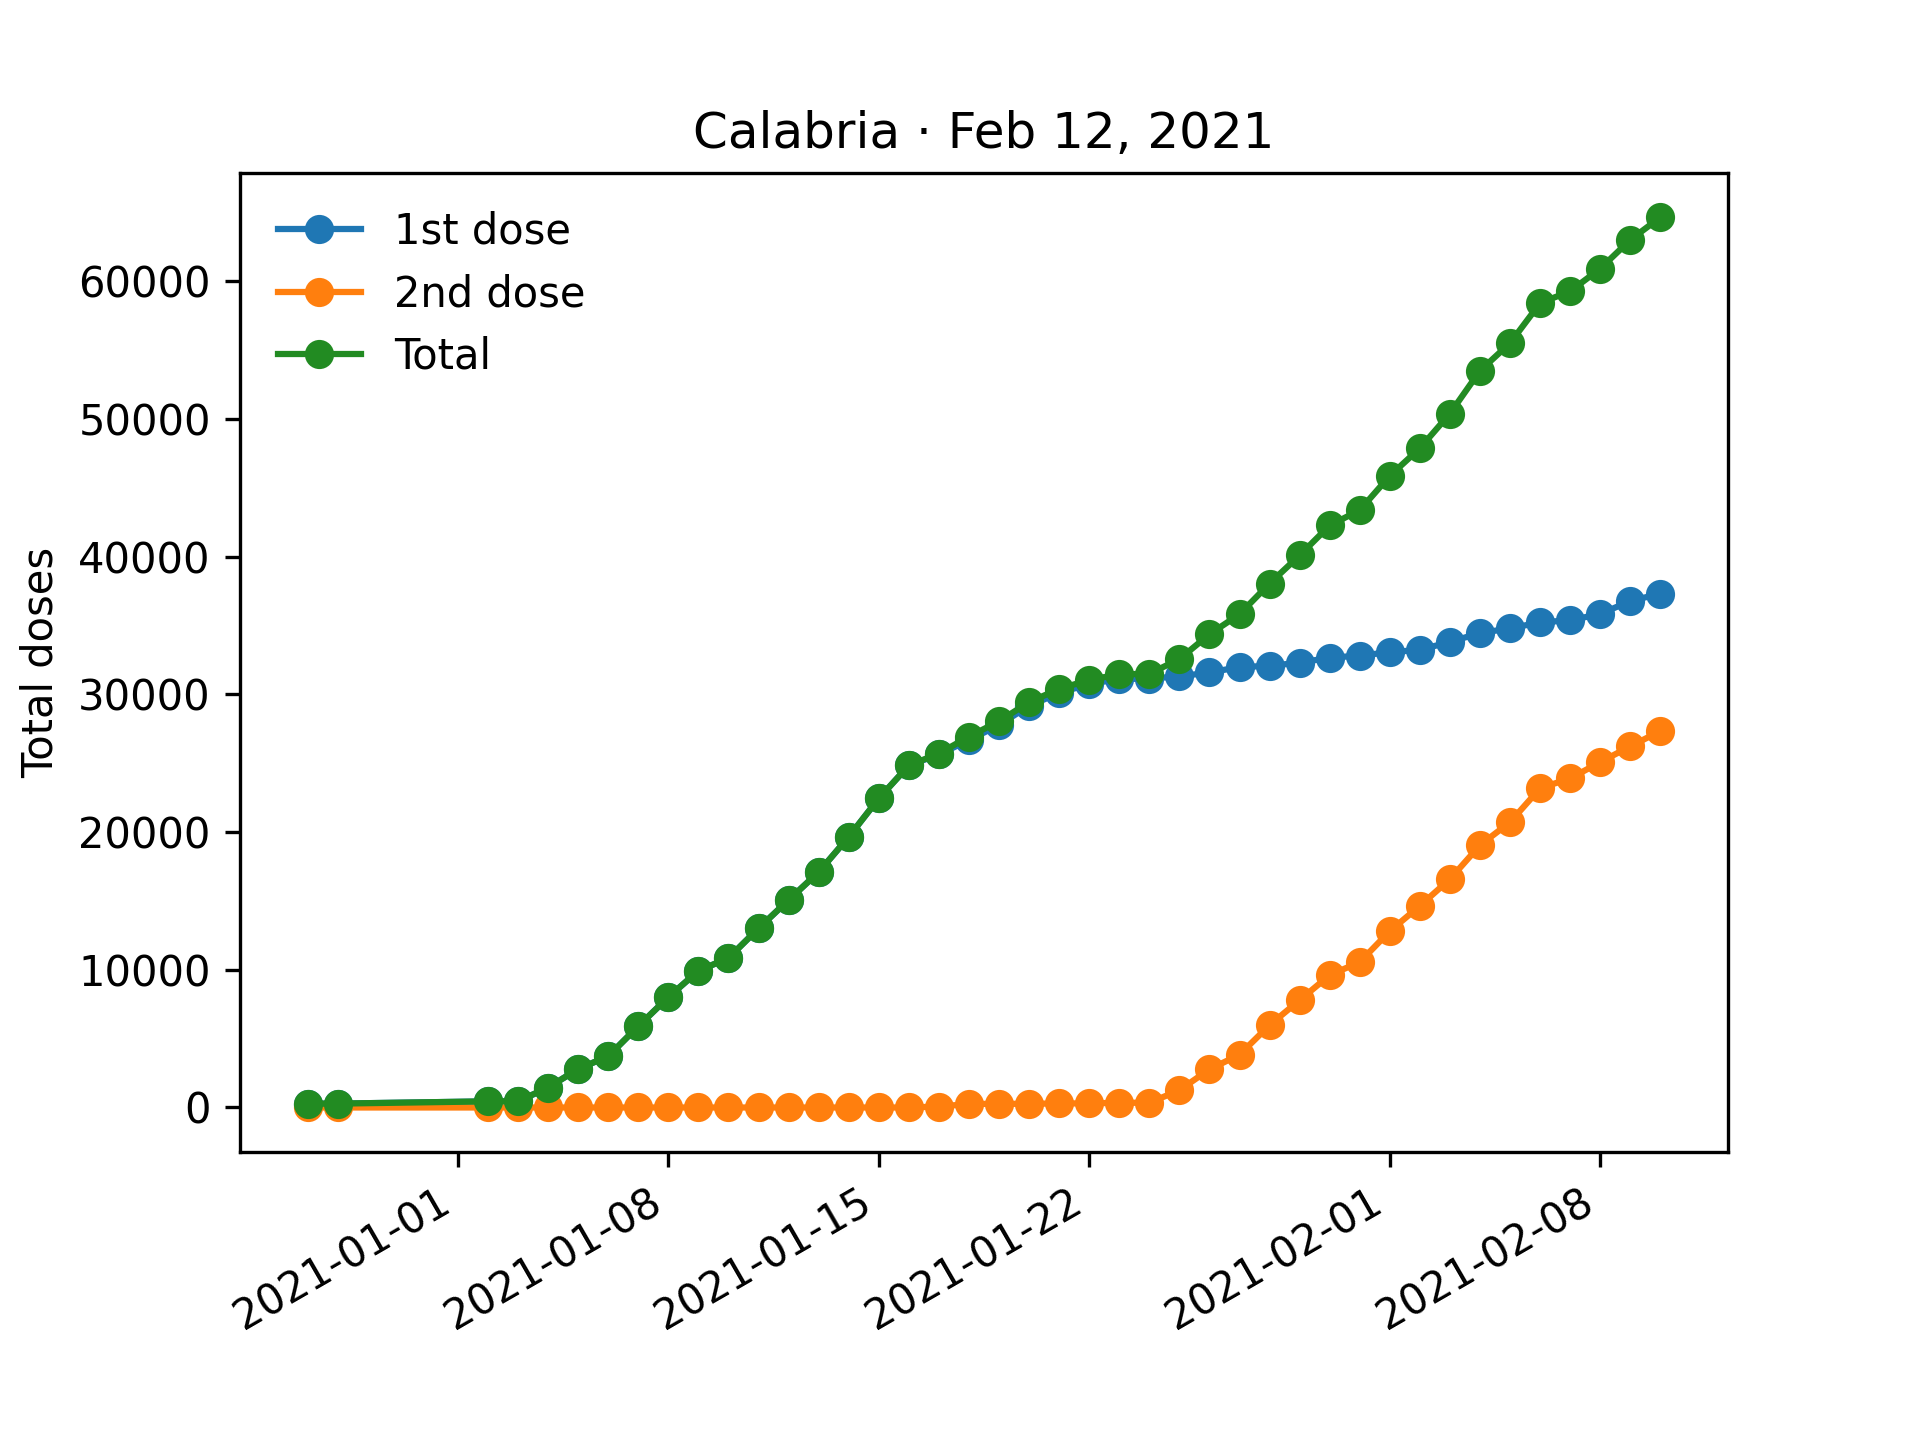 Calabria · Feb 12, 2021
1st dose
2nd dose
Total
Total doses
60000
50000
40000
30000
20000
10000
0
2021-01-01
2021-01-08
2021-01-15
2021-01-22
2021-02-01
2021-02-08